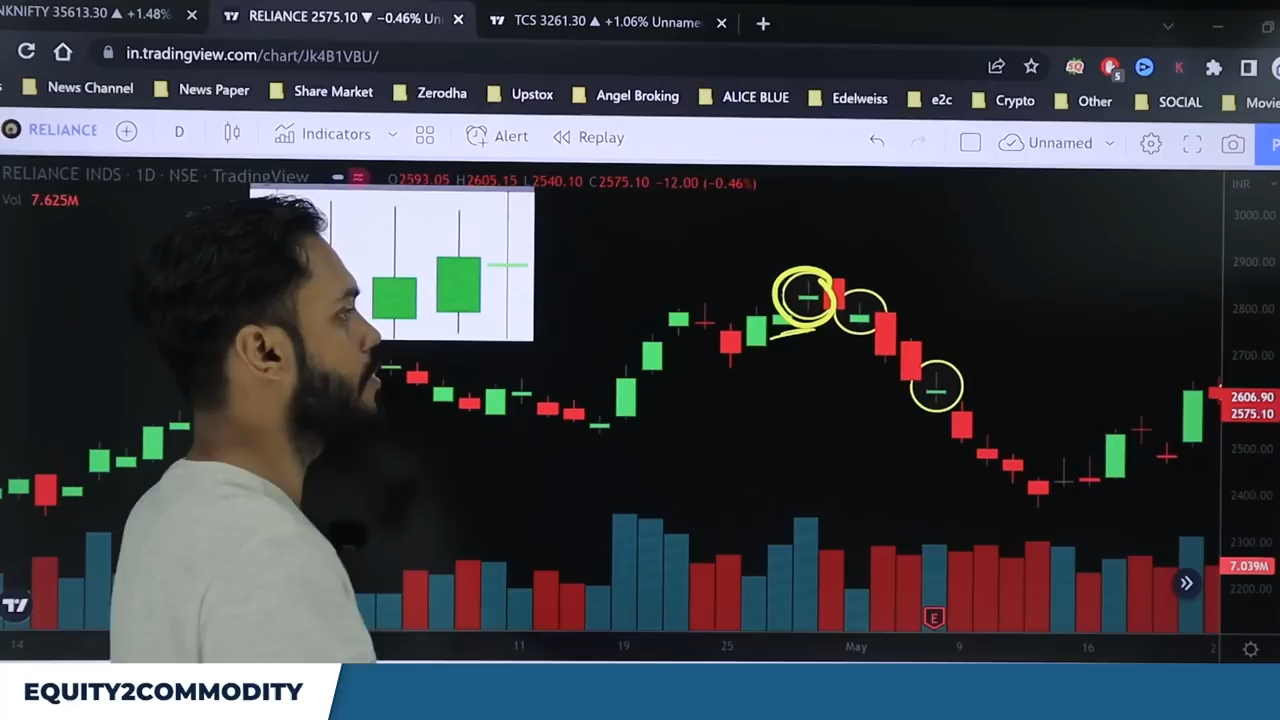 NKNIFTY 35613.30 ▲ +1.48%
RELIANCE 2575.10 ▼ −0.46% Un
TCS 3261.30 ▲ +1.06% Unname
in.tradingview.com/chart/Jk4B1VBU/
5
News Channel
News Paper
Share Market
Zerodha
Upstox
Angel Broking
ALICE BLUE
Edelweiss
e2c
Crypto
Other
SOCIAL
Movie
RELIANCE
D
Indicators
Alert
Replay
Unnamed
P
RELIANCE INDS · 1D · NSE · TradingView
O2593.05 H2605.15 L2540.10 C2575.10 −12.00 (−0.46%)
INR
Vol 7.625M
3000.00
2900.00
2800.00
2700.00
2606.90
2575.10
2500.00
2400.00
2300.00
7.039M
2200.00
E
14
11
19
25
May
9
16
2
EQUITY2COMMODITY